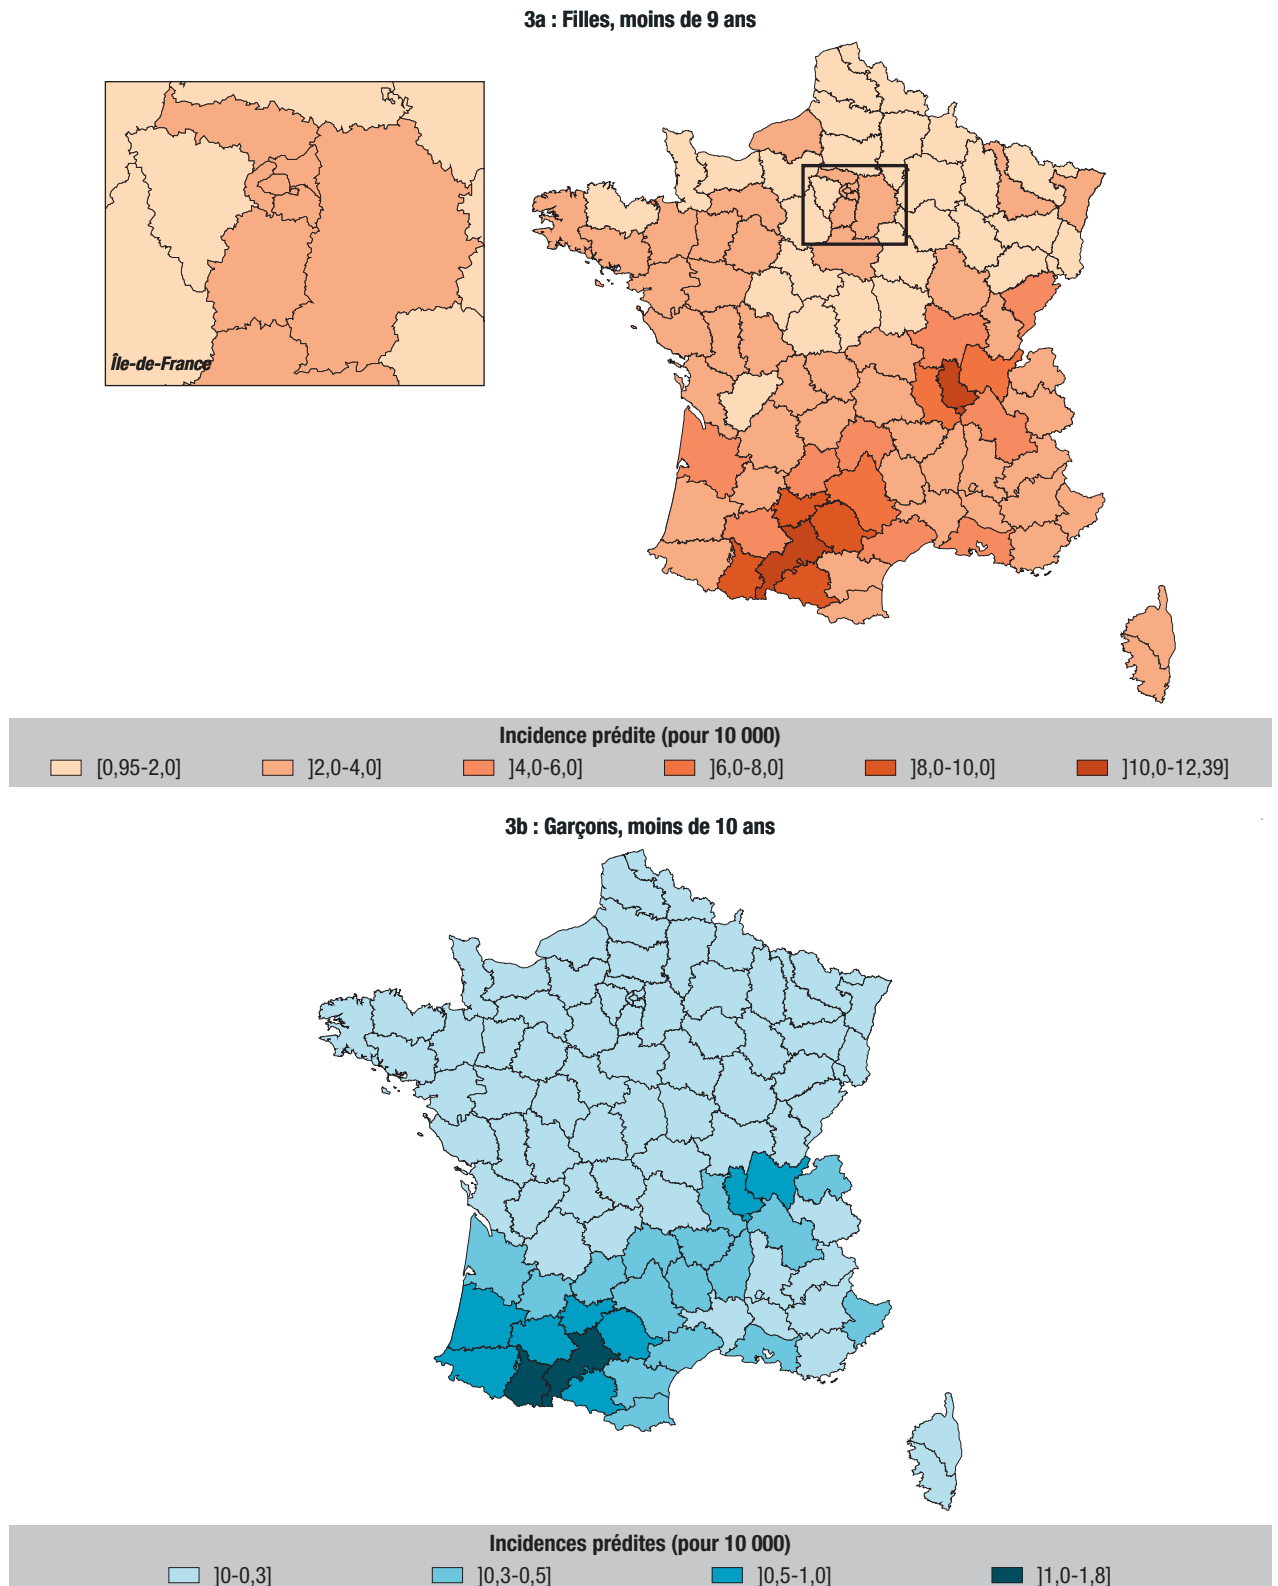 3a : Filles, moins de 9 ans
Île-de-France
Incidence prédite (pour 10 000)
[0,95-2,0] ]2,0-4,0] ]4,0-6,0] ]6,0-8,0] ]8,0-10,0] ]10,0-12,39]
3b : Garçons, moins de 10 ans
Incidences prédites (pour 10 000)
]0-0,3] ]0,3-0,5] ]0,5-1,0] ]1,0-1,8]